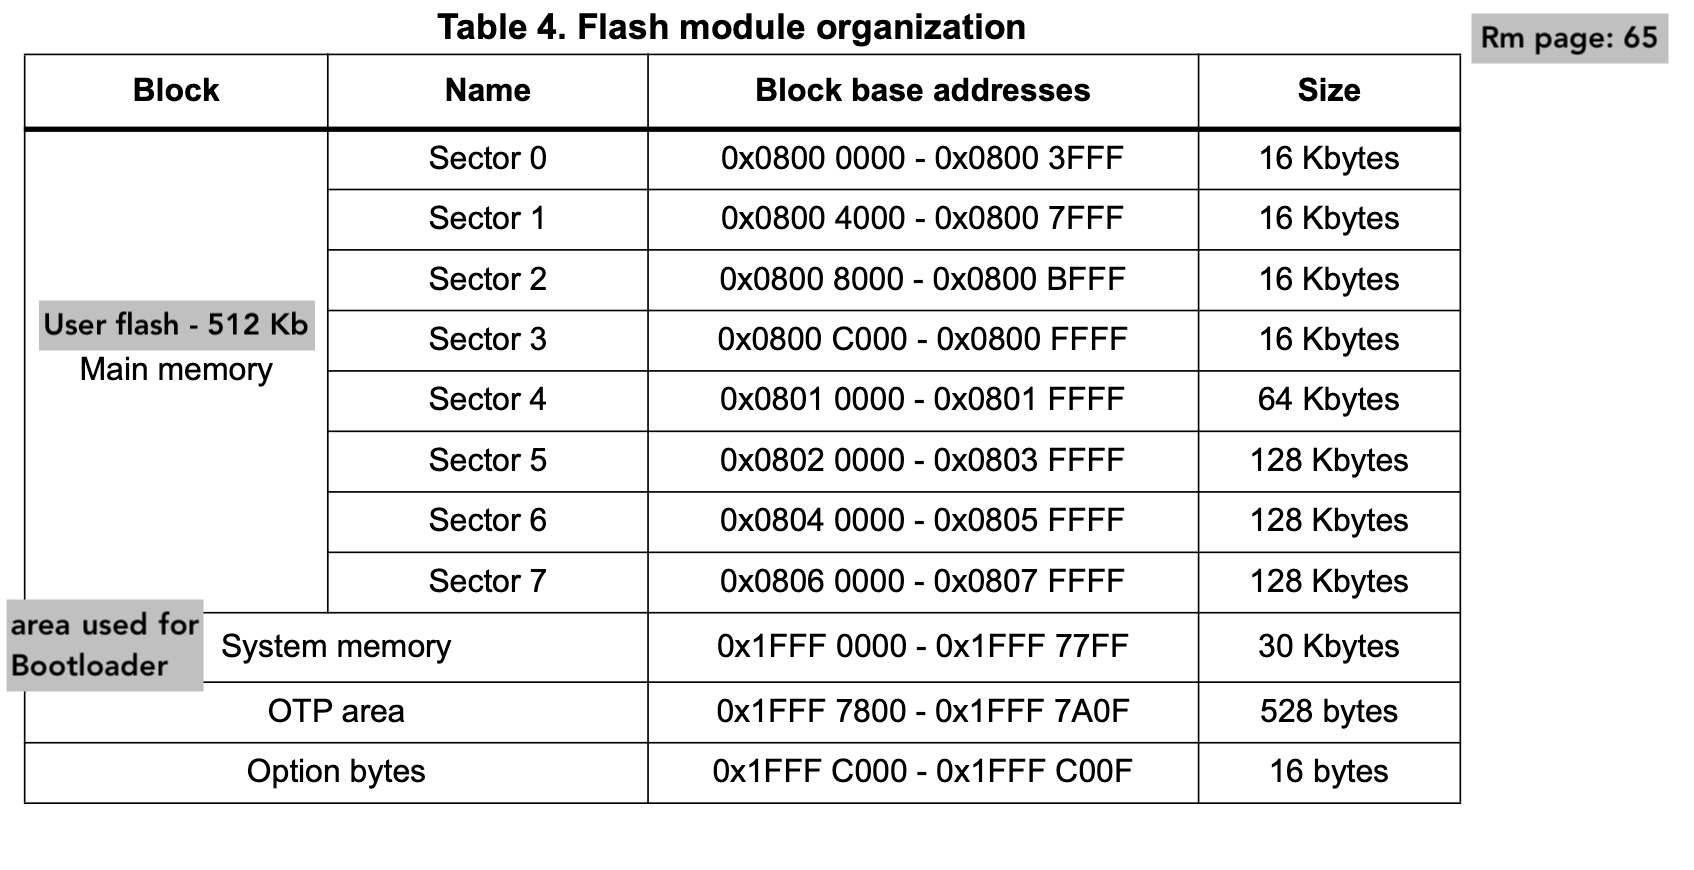 Table 4. Flash module organization
Rm page: 65
Block Name Block base addresses Size
Sector 0 0x0800 0000 - 0x0800 3FFF 16 Kbytes
Sector 1 0x0800 4000 - 0x0800 7FFF 16 Kbytes
Sector 2 0x0800 8000 - 0x0800 BFFF 16 Kbytes
User flash - 512 Kb
Sector 3 0x0800 C000 - 0x0800 FFFF 16 Kbytes
Main memory
Sector 4 0x0801 0000 - 0x0801 FFFF 64 Kbytes
Sector 5 0x0802 0000 - 0x0803 FFFF 128 Kbytes
Sector 6 0x0804 0000 - 0x0805 FFFF 128 Kbytes
Sector 7 0x0806 0000 - 0x0807 FFFF 128 Kbytes
area used for
Bootloader
System memory 0x1FFF 0000 - 0x1FFF 77FF 30 Kbytes
OTP area 0x1FFF 7800 - 0x1FFF 7A0F 528 bytes
Option bytes 0x1FFF C000 - 0x1FFF C00F 16 bytes